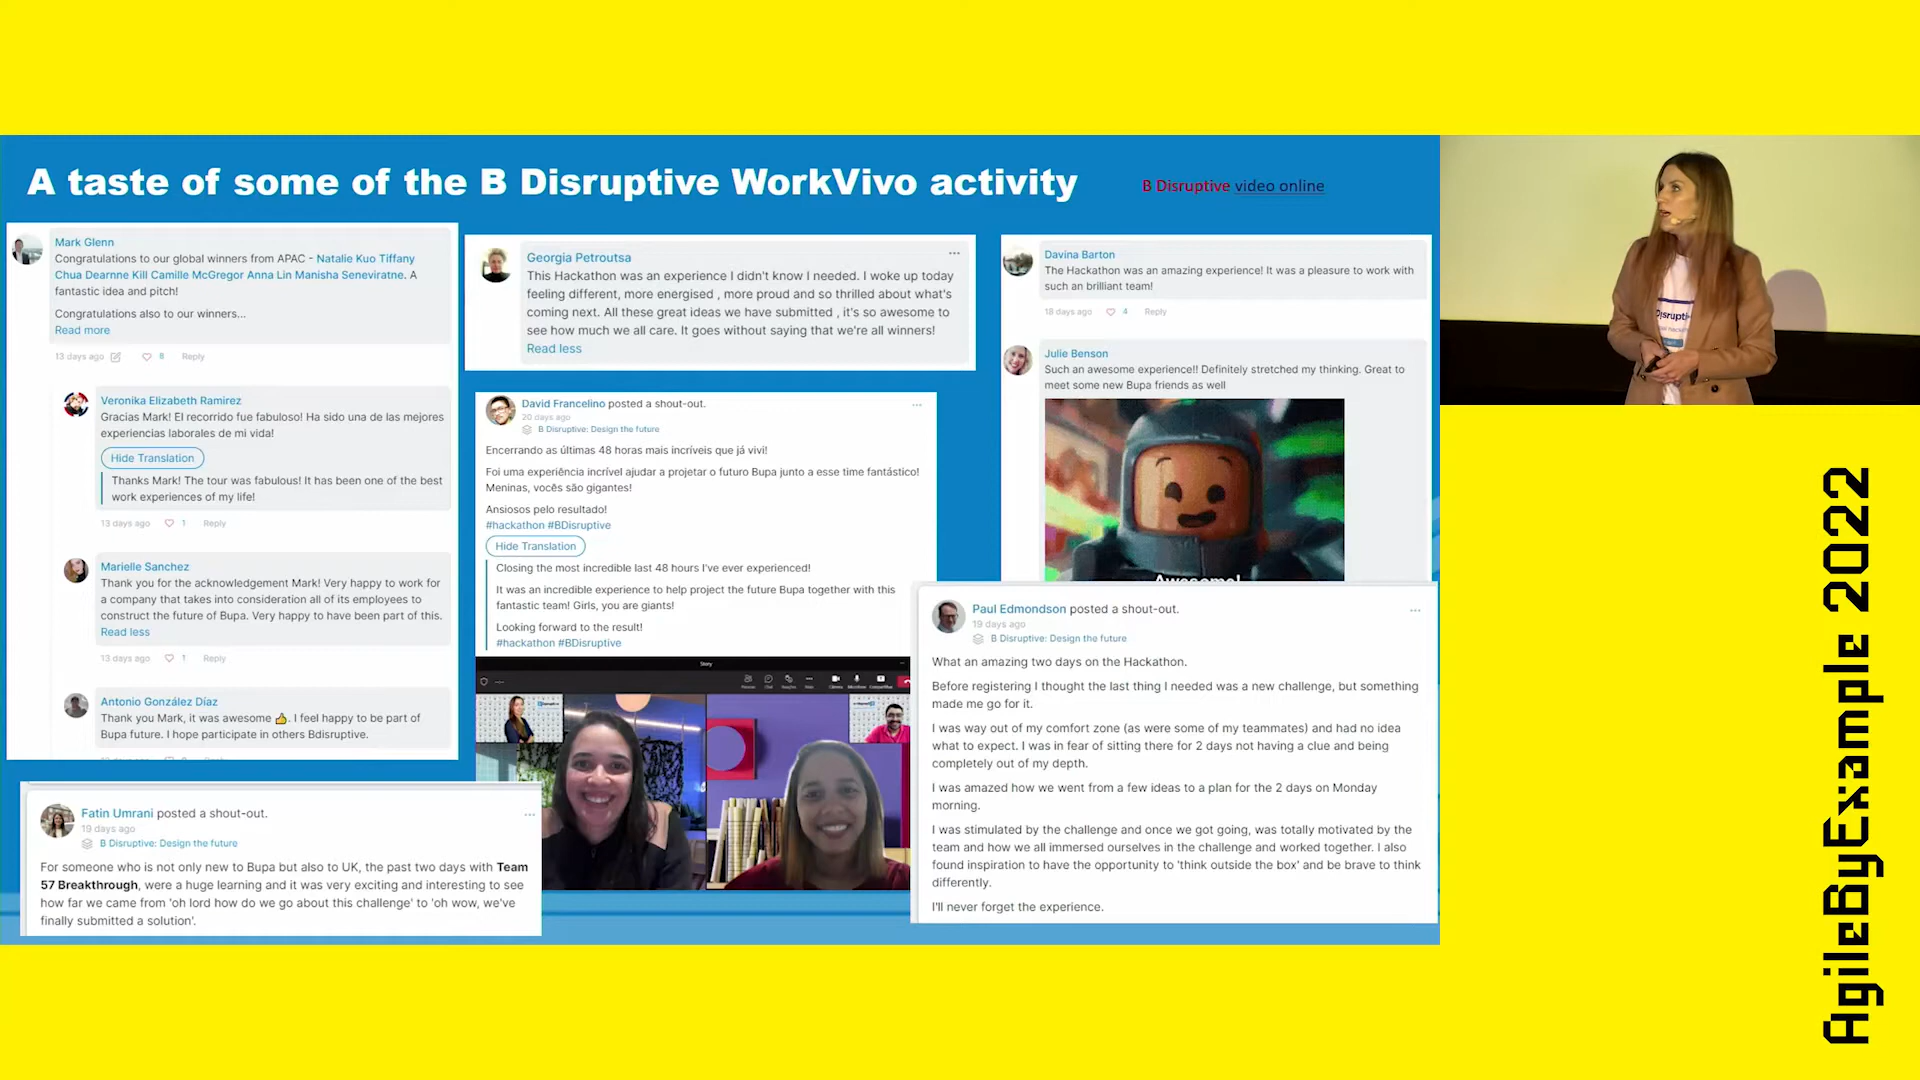 A taste of some of the B Disruptive WorkVivo activity
B Disruptive video online
Mark Glenn
Congratulations to our global winners from APAC - Natalie Kuo Tiffany
Chua Dearnne Kill Camille McGregor Anna Lin Manisha Seneviratne. A
fantastic idea and pitch!
Congratulations also to our winners...
Read more
13 days ago 8 Reply
Veronika Elizabeth Ramirez
Gracias Mark! El recorrido fue fabuloso! Ha sido una de las mejores
experiencias laborales de mi vida!
Hide Translation
Thanks Mark! The tour was fabulous! It has been one of the best
work experiences of my life!
13 days ago 1 Reply
Marielle Sanchez
Thank you for the acknowledgement Mark! Very happy to work for
a company that takes into consideration all of its employees to
construct the future of Bupa. Very happy to have been part of this.
Read less
13 days ago 1 Reply
Antonio González Díaz
Thank you Mark, it was awesome 👍. I feel happy to be part of
Bupa future. I hope participate in others Bdisruptive.
Fatin Umrani posted a shout-out.
19 days ago
B Disruptive: Design the future
For someone who is not only new to Bupa but also to UK, the past two days with Team
57 Breakthrough, were a huge learning and it was very exciting and interesting to see
how far we came from 'oh lord how do we go about this challenge' to 'oh wow, we've
finally submitted a solution'.
Georgia Petroutsa
This Hackathon was an experience I didn't know I needed. I woke up today
feeling different, more energised , more proud and so thrilled about what's
coming next. All these great ideas we have submitted , it's so awesome to
see how much we all care. It goes without saying that we're all winners!
Read less
David Francelino posted a shout-out.
20 days ago
B Disruptive: Design the future
Encerrando as últimas 48 horas mais incríveis que já vivi!
Foi uma experiência incrível ajudar a projetar o futuro Bupa junto a esse time fantástico!
Meninas, vocês são gigantes!
Ansiosos pelo resultado!
#hackathon #BDisruptive
Hide Translation
Closing the most incredible last 48 hours I've ever experienced!
It was an incredible experience to help project the future Bupa together with this
fantastic team! Girls, you are giants!
Looking forward to the result!
#hackathon #BDisruptive
Story
Davina Barton
The Hackathon was an amazing experience! It was a pleasure to work with
such an brilliant team!
18 days ago 4 Reply
Julie Benson
Such an awesome experience!! Definitely stretched my thinking. Great to
meet some new Bupa friends as well
Awesome!
Paul Edmondson posted a shout-out.
19 days ago
B Disruptive: Design the future
What an amazing two days on the Hackathon.
Before registering I thought the last thing I needed was a new challenge, but something
made me go for it.
I was way out of my comfort zone (as were some of my teammates) and had no idea
what to expect. I was in fear of sitting there for 2 days not having a clue and being
completely out of my depth.
I was amazed how we went from a few ideas to a plan for the 2 days on Monday
morning.
I was stimulated by the challenge and once we got going, was totally motivated by the
team and how we all immersed ourselves in the challenge and worked together. I also
found inspiration to have the opportunity to 'think outside the box' and be brave to think
differently.
I'll never forget the experience.
AgileByExample 2022